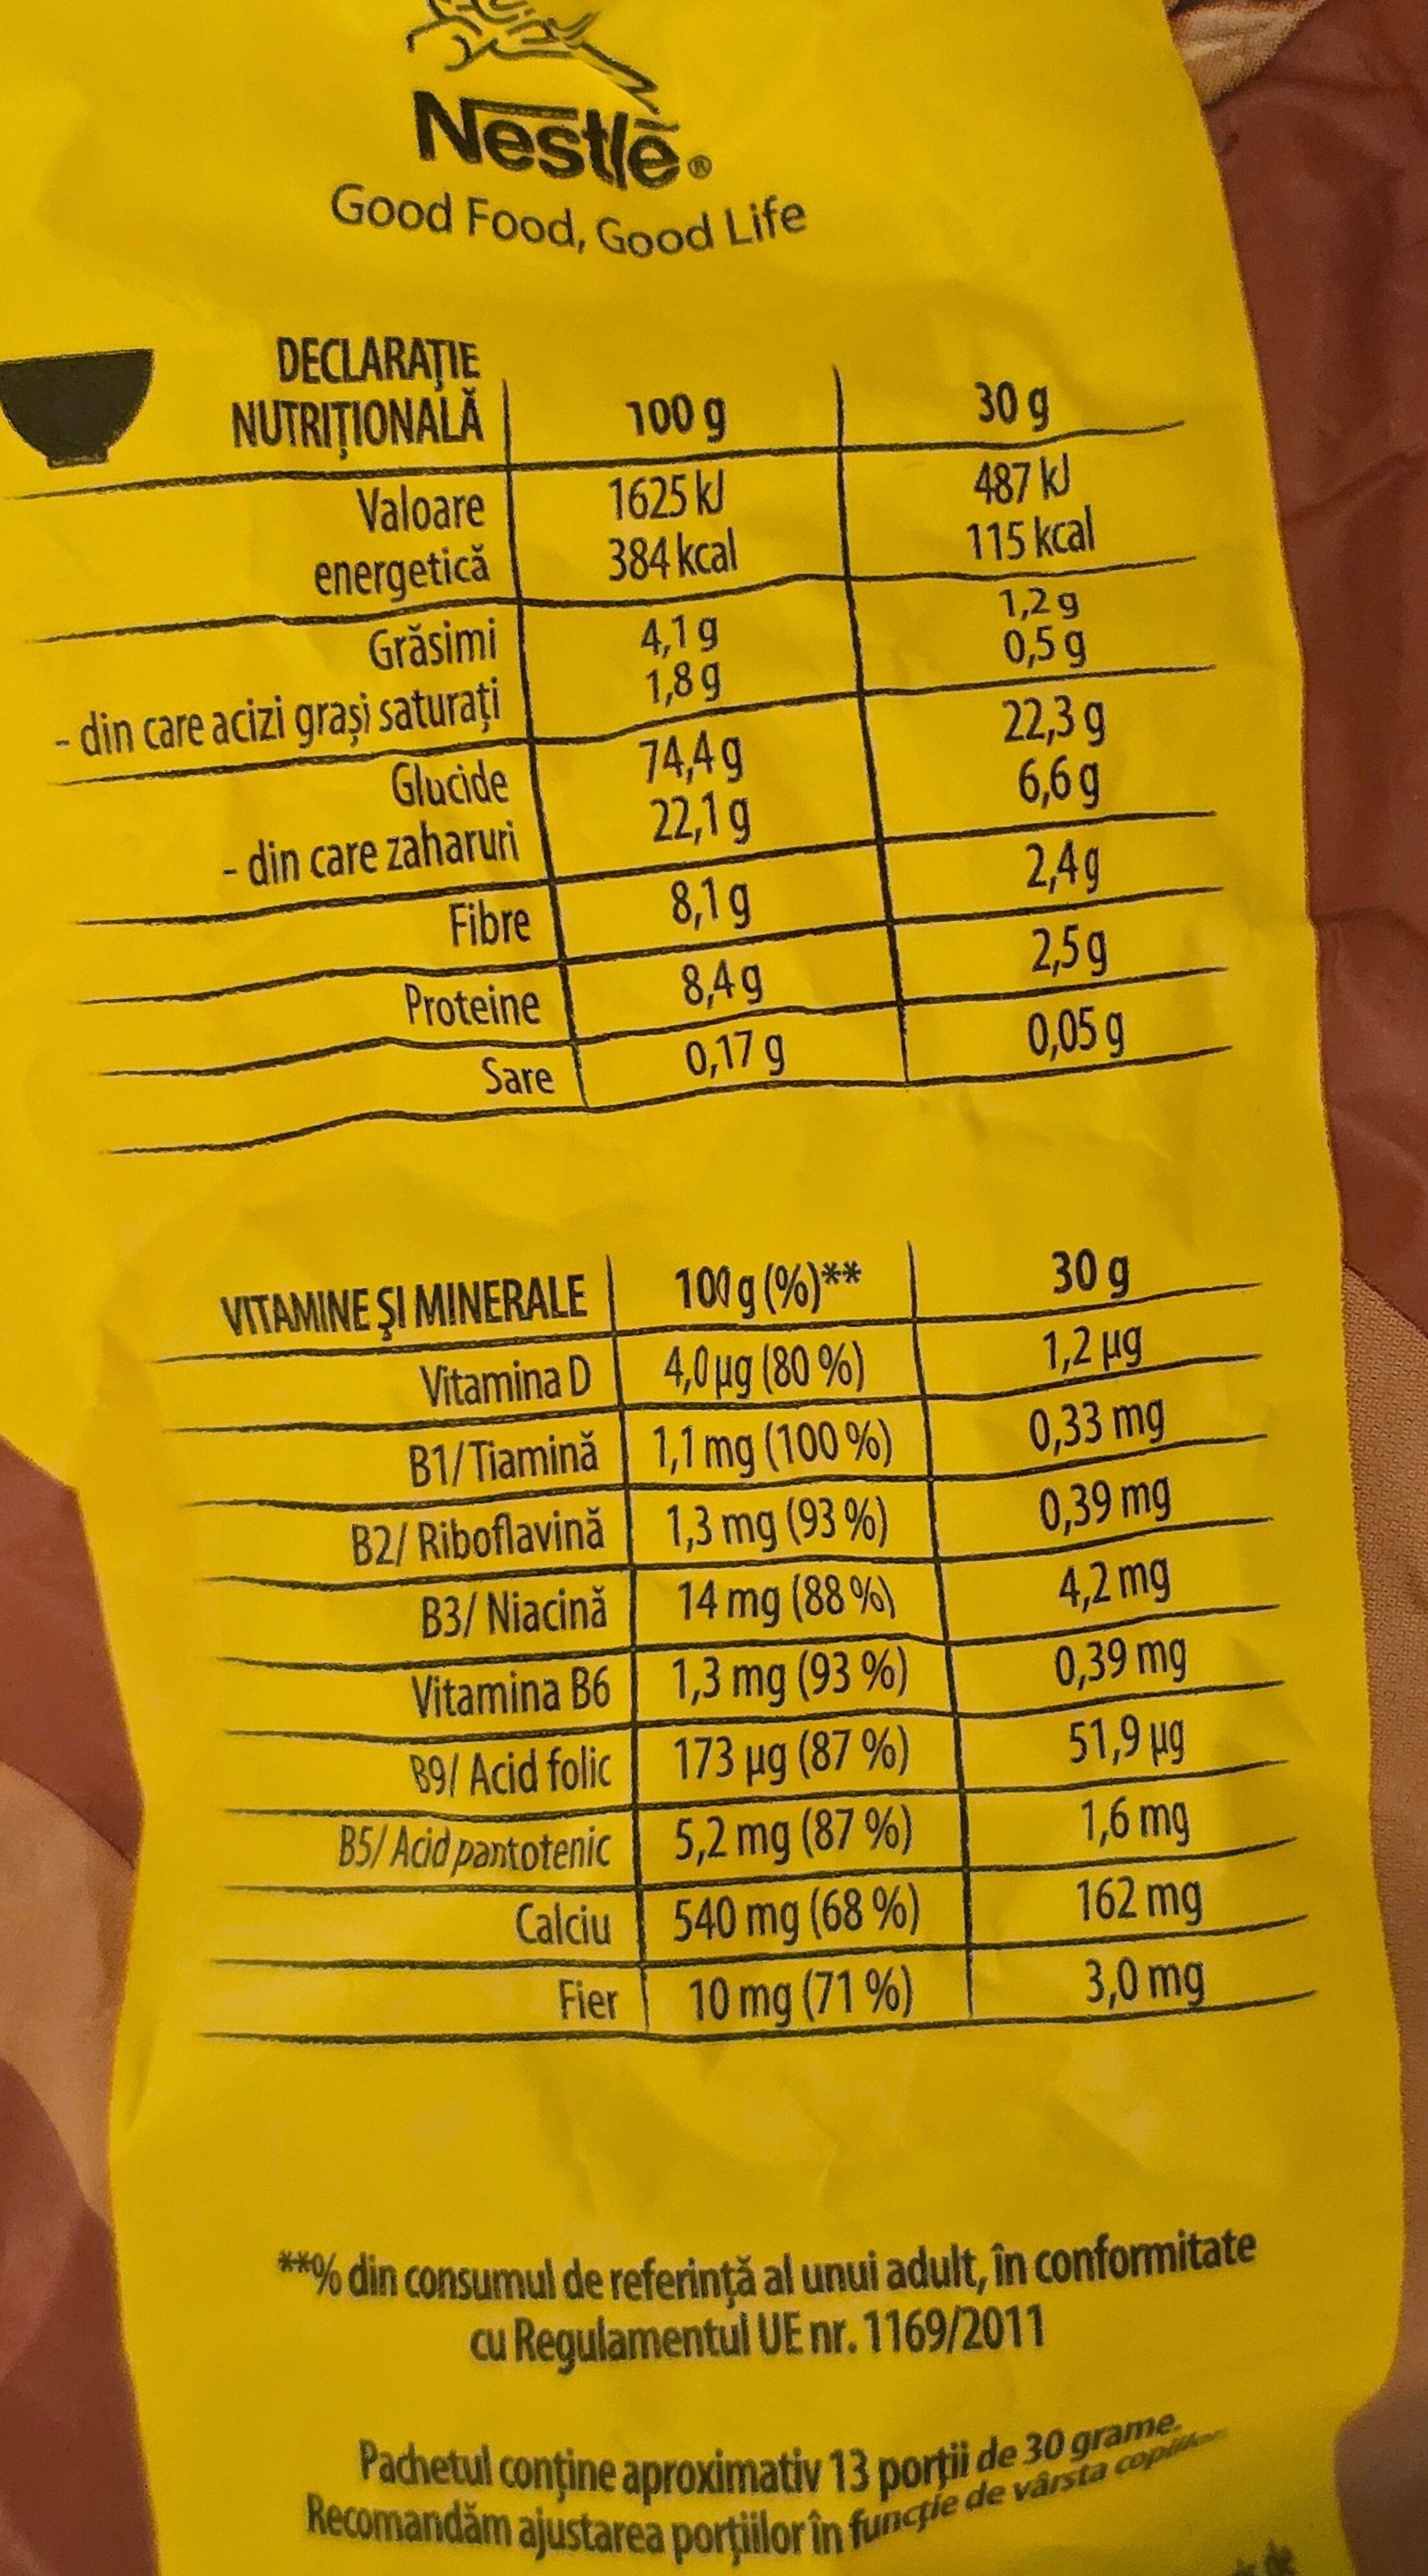 Nestlé®
Good Food, Good Life
DECLARAȚIE
NUTRIȚIONALĂ 100 g 30 g
Valoare 1625 kJ 487 kJ
energetică 384 kcal 115 kcal
Grăsimi 4,1 g 1,2 g
- din care acizi grași saturați 1,8 g 0,5 g
Glucide 74,4 g 22,3 g
- din care zaharuri 22,1 g 6,6 g
Fibre 8,1 g 2,4 g
Proteine 8,4 g 2,5 g
Sare 0,17 g 0,05 g
VITAMINE ȘI MINERALE 100 g (%)** 30 g
Vitamina D 4,0 µg (80 %) 1,2 µg
B1/ Tiamină 1,1 mg (100 %) 0,33 mg
B2/ Riboflavină 1,3 mg (93 %) 0,39 mg
B3/ Niacină 14 mg (88 %) 4,2 mg
Vitamina B6 1,3 mg (93 %) 0,39 mg
B9/ Acid folic 173 µg (87 %) 51,9 µg
B5/ Acid pantotenic 5,2 mg (87 %) 1,6 mg
Calciu 540 mg (68 %) 162 mg
Fier 10 mg (71 %) 3,0 mg
**% din consumul de referință al unui adult, în conformitate
cu Regulamentul UE nr. 1169/2011
Pachetul conține aproximativ 13 porții de 30 grame.
Recomandăm ajustarea porțiilor în funcție de vârsta